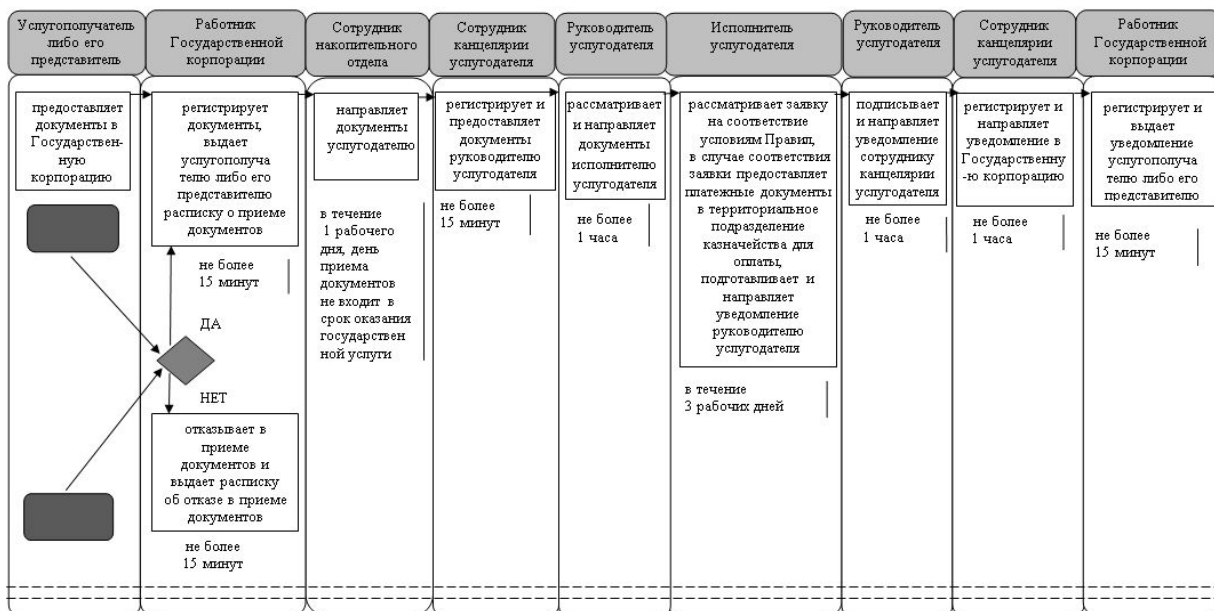 Услугополучатель
либо его
представитель
Работник
Государственной
корпорации
Сотрудник
накопительного
отдела
Сотрудник
канцелярии
услугодателя
Руководитель
услугодателя
Исполнитель
услугодателя
Руководитель
услугодателя
Сотрудник
канцелярии
услугодателя
Работник
Государственной
корпорации
предоставляет
документы в
Государствен-
ную
корпорацию
регистрирует
документы,
выдает
услугополуча
телю либо его
представителю
расписку о приеме
документов
не более
15 минут
ДА
НЕТ
отказывает в
приеме
документов и
выдает расписку
об отказе в приеме
документов
не более
15 минут
направляет
документы
услугодателю
в течение
1 рабочего
дня, день
приема
документов
не входит в
срок оказания
государствен
ной услуги
регистрирует и
предоставляет
документы
руководителю
услугодателя
не более
15 минут
рассматривает
и направляет
документы
исполнителю
услугодателя
не более
1 часа
рассматривает заявку
на соответствие
условиям Правил,
в случае соответствия
заявки предоставляет
платежные документы
в территориальное
подразделение
казначейства для
оплаты,
подготавливает и
направляет
уведомление
руководителю
услугодателя
в течение
3 рабочих дней
подписывает
и направляет
уведомление
сотруднику
канцелярии
услугодателя
не более
1 часа
регистрирует и
направляет
уведомление в
Государственну
-ю корпорацию
не более
1 часа
регистрирует и
выдает
уведомление
услугополуча
телю либо его
представителю
не более
15 минут